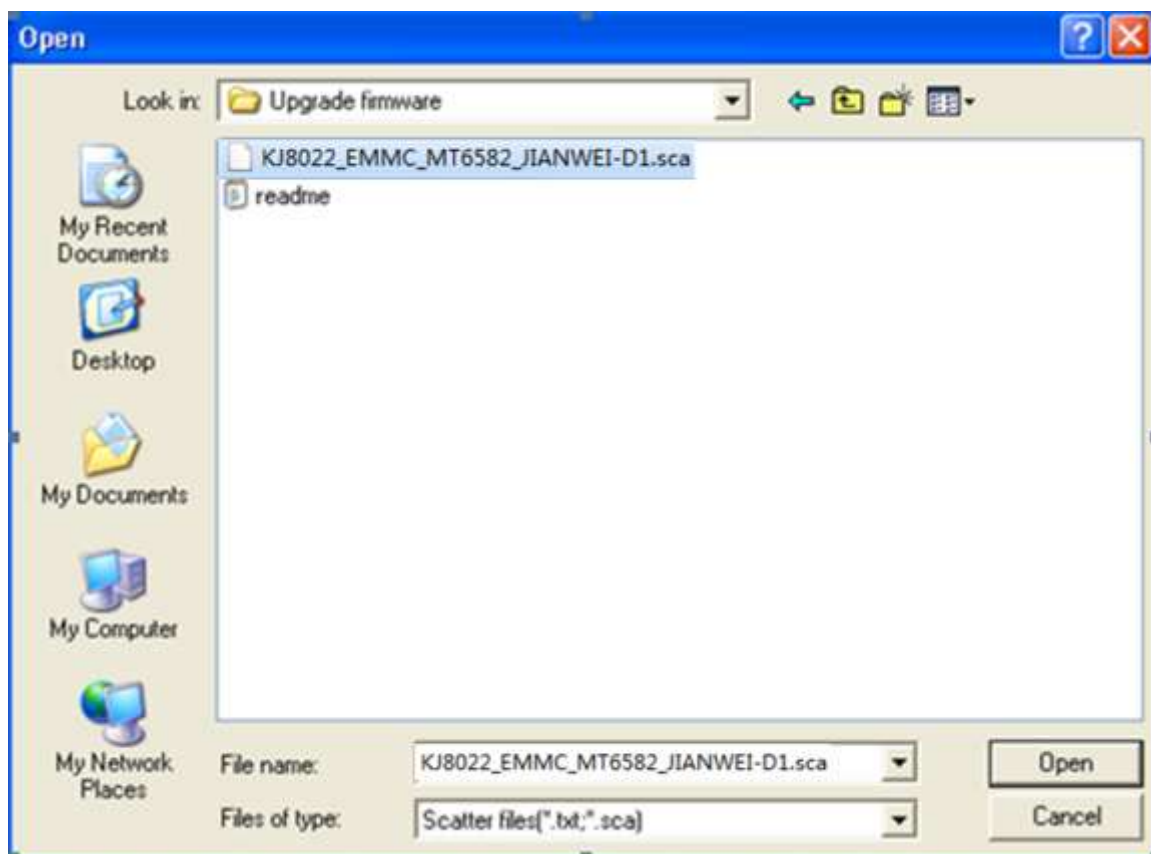 Open
Look in: Upgrade firmware
KJ8022_EMMC_MT6582_JIANWEI-D1.sca
readme
My Recent
Documents
Desktop
My Documents
My Computer
My Network
Places
File name: KJ8022_EMMC_MT6582_JIANWEI-D1.sca Open
Files of type: Scatter files(".txt;".sca) Cancel